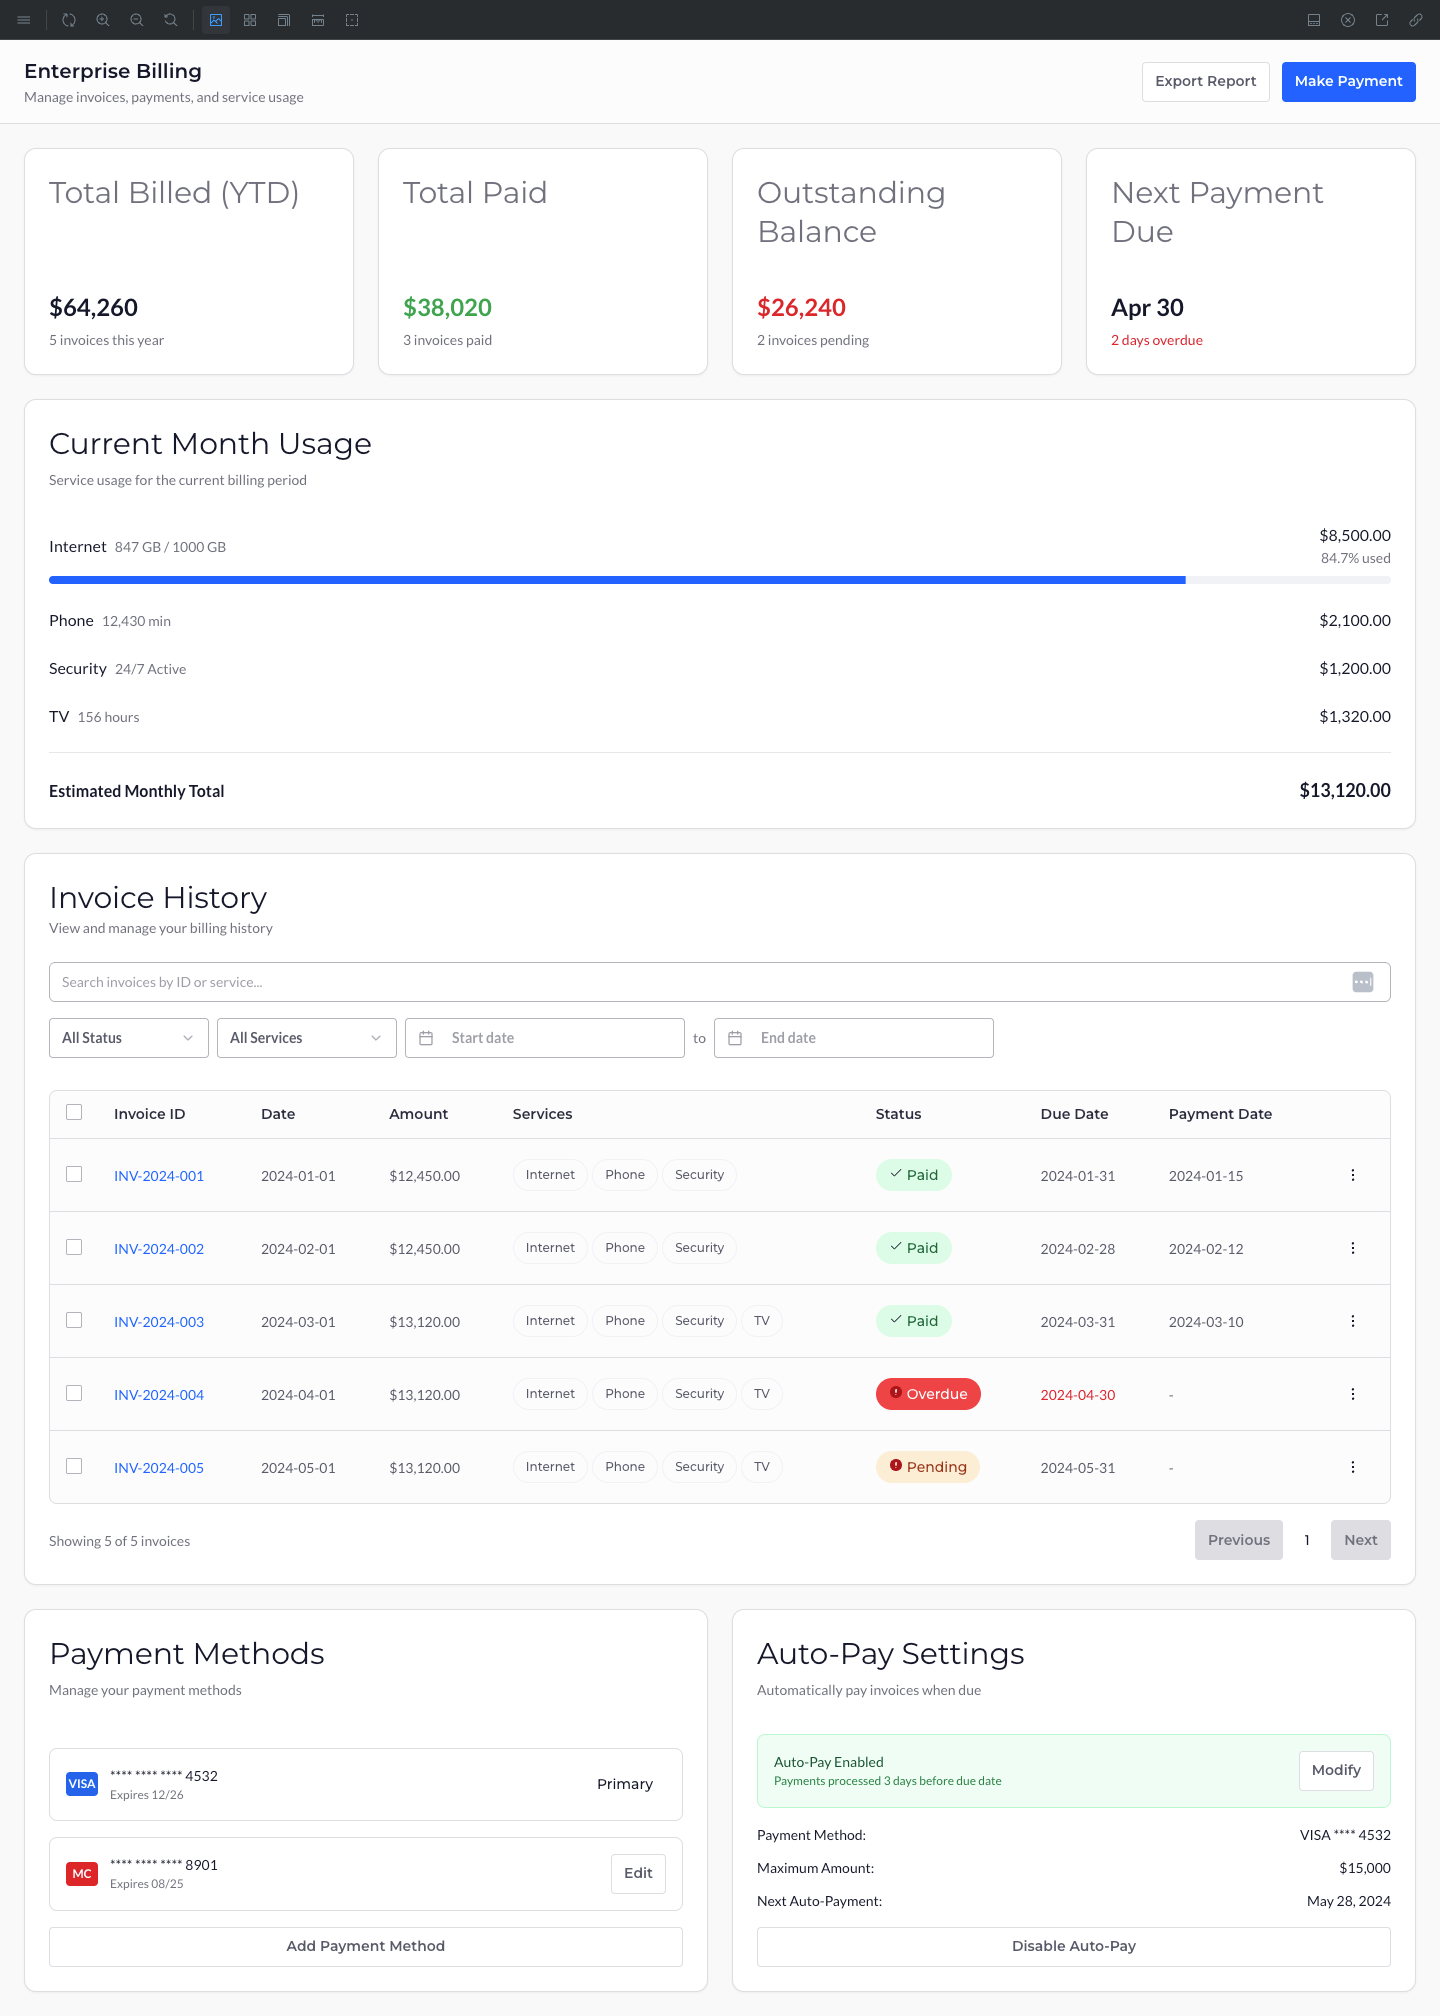 Enterprise Billing
Manage invoices, payments, and service usage
Export Report
Make Payment
Total Billed (YTD)
$64,260
5 invoices this year
Total Paid
$38,020
3 invoices paid
Outstanding
Balance
$26,240
2 invoices pending
Next Payment
Due
Apr 30
2 days overdue
Current Month Usage
Service usage for the current billing period
Internet 847 GB / 1000 GB
$8,500.00
84.7% used
Phone 12,430 min $2,100.00
Security 24/7 Active $1,200.00
TV 156 hours $1,320.00
Estimated Monthly Total $13,120.00
Invoice History
View and manage your billing history
Search invoices by ID or service...
All Status All Services Start date to End date
Invoice ID Date Amount Services Status Due Date Payment Date
INV-2024-001 2024-01-01 $12,450.00 Internet Phone Security Paid 2024-01-31 2024-01-15
INV-2024-002 2024-02-01 $12,450.00 Internet Phone Security Paid 2024-02-28 2024-02-12
INV-2024-003 2024-03-01 $13,120.00 Internet Phone Security TV Paid 2024-03-31 2024-03-10
INV-2024-004 2024-04-01 $13,120.00 Internet Phone Security TV Overdue 2024-04-30 -
INV-2024-005 2024-05-01 $13,120.00 Internet Phone Security TV Pending 2024-05-31 -
Showing 5 of 5 invoices
Previous 1 Next
Payment Methods
Manage your payment methods
VISA
**** **** **** 4532
Expires 12/26
Primary
MC
**** **** **** 8901
Expires 08/25
Edit
Add Payment Method
Auto-Pay Settings
Automatically pay invoices when due
Auto-Pay Enabled
Payments processed 3 days before due date
Modify
Payment Method: VISA **** 4532
Maximum Amount: $15,000
Next Auto-Payment: May 28, 2024
Disable Auto-Pay